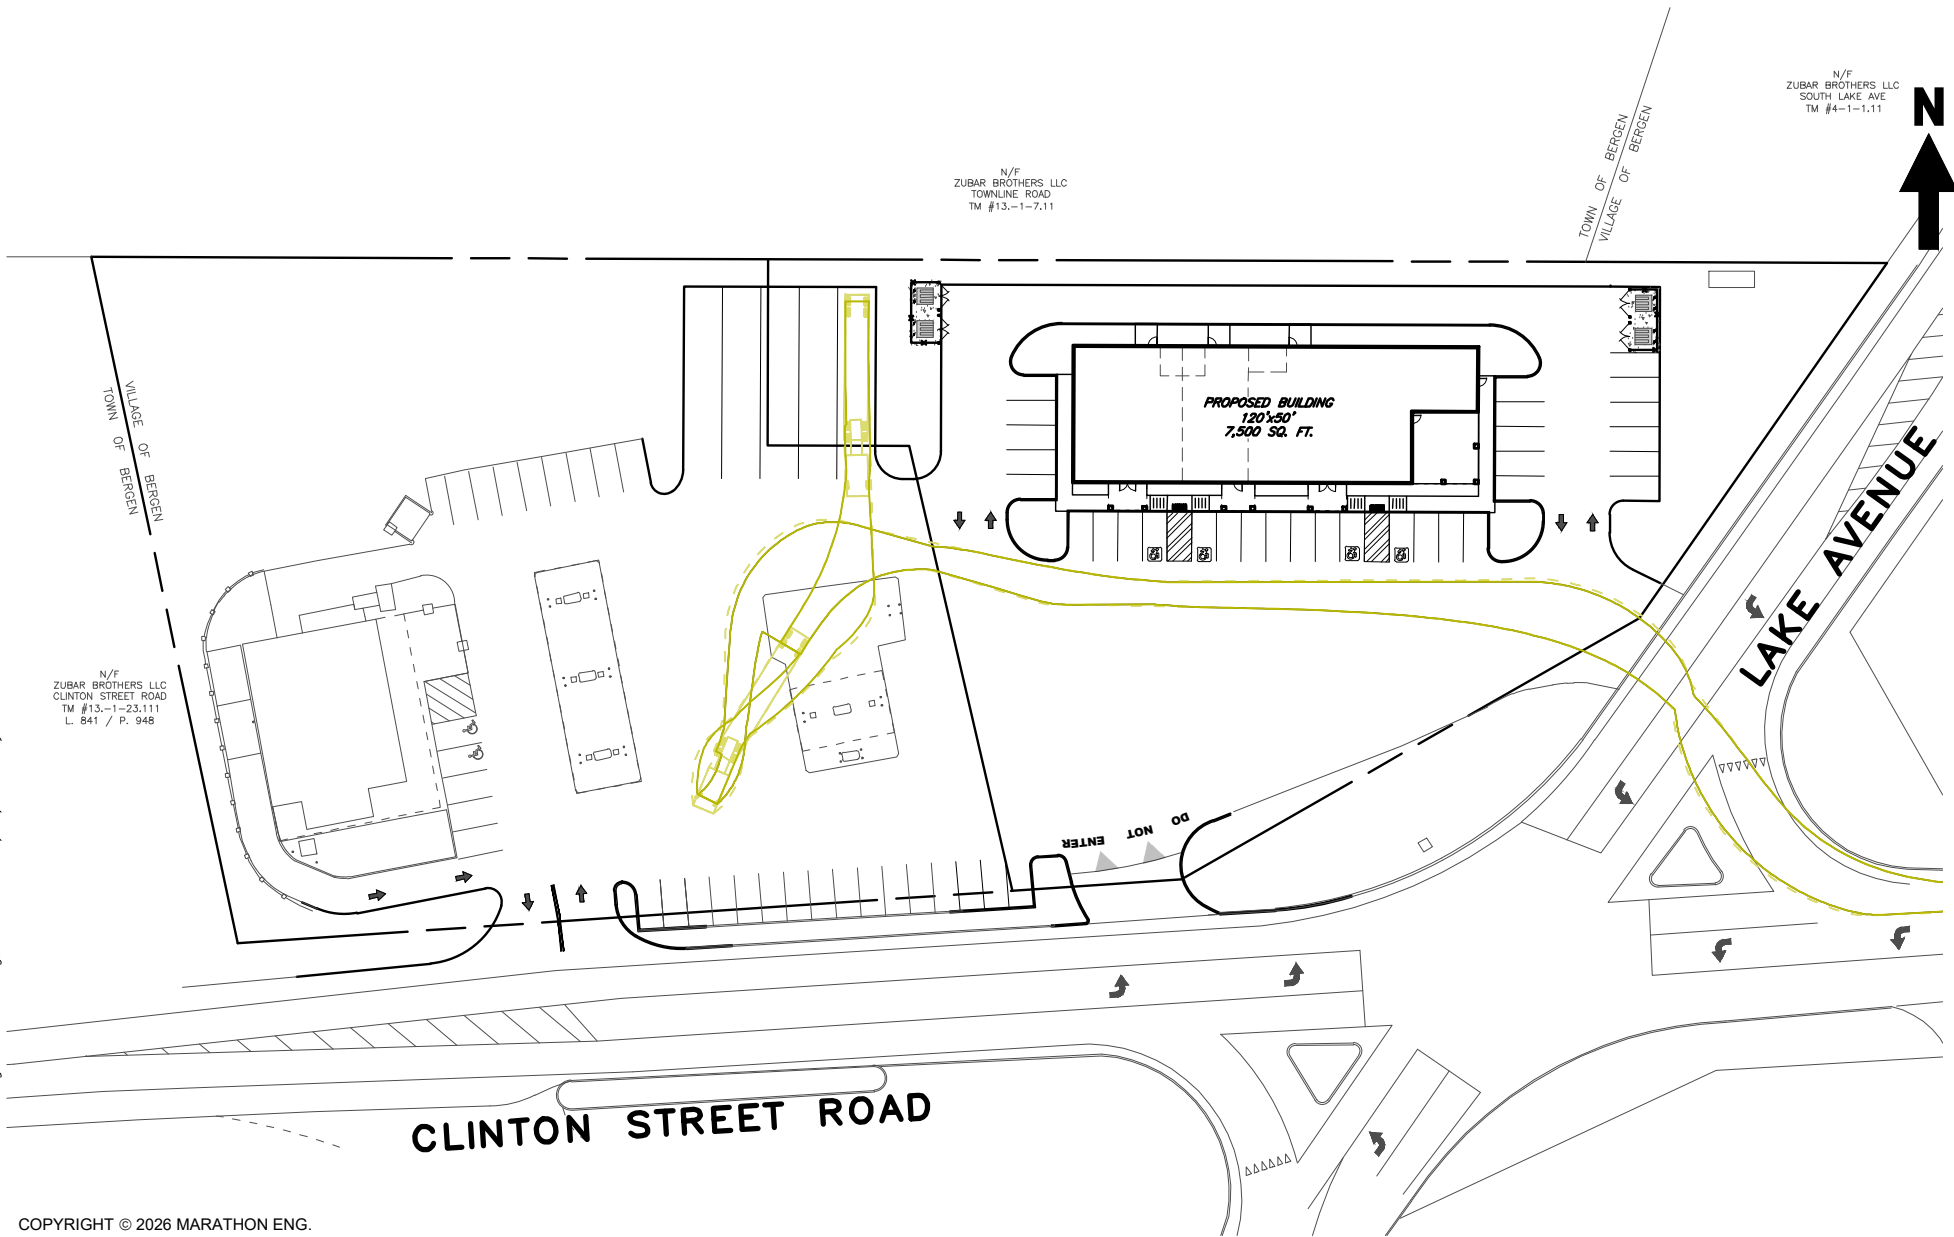 N/F
ZUBAR BROTHERS LLC
SOUTH LAKE AVE
TM #4-1-1.11
N
TOWN OF BERGEN
VILLAGE OF BERGEN
N/F
ZUBAR BROTHERS LLC
TOWNLINE ROAD
TM #13.-1-7.11
VILLAGE OF BERGEN
TOWN OF BERGEN
PROPOSED BUILDING
120'x50'
7,500 SQ. FT.
LAKE AVENUE
N/F
ZUBAR BROTHERS LLC
CLINTON STREET ROAD
TM #13.-1-23.111
L. 841 / P. 948
DO NOT ENTER
CLINTON STREET ROAD
COPYRIGHT © 2026 MARATHON ENG.